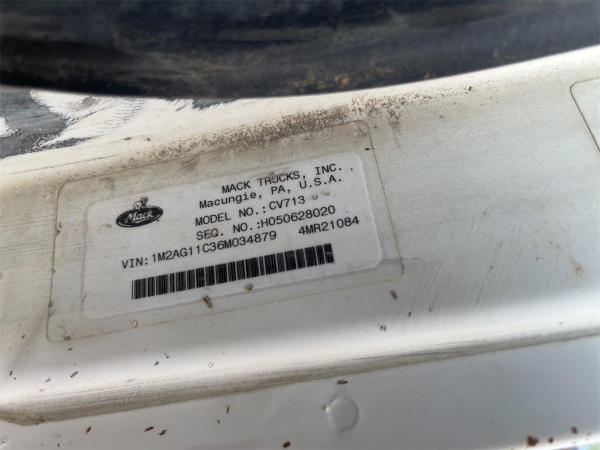 MACK TRUCKS, INC.
Macungie, PA, U.S.A.
Mack
MODEL NO.:CV713
SEQ. NO.:H050628020
VIN:1M2AG11C36M034879 4MR21084